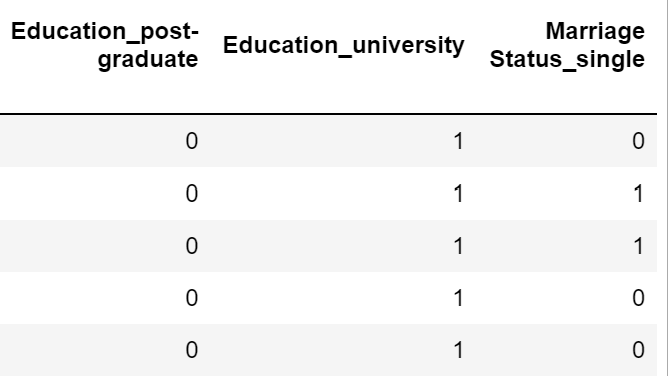 Education_post-
graduate
Education_university
Marriage
Status_single
0 1 0
0 1 1
0 1 1
0 1 0
0 1 0